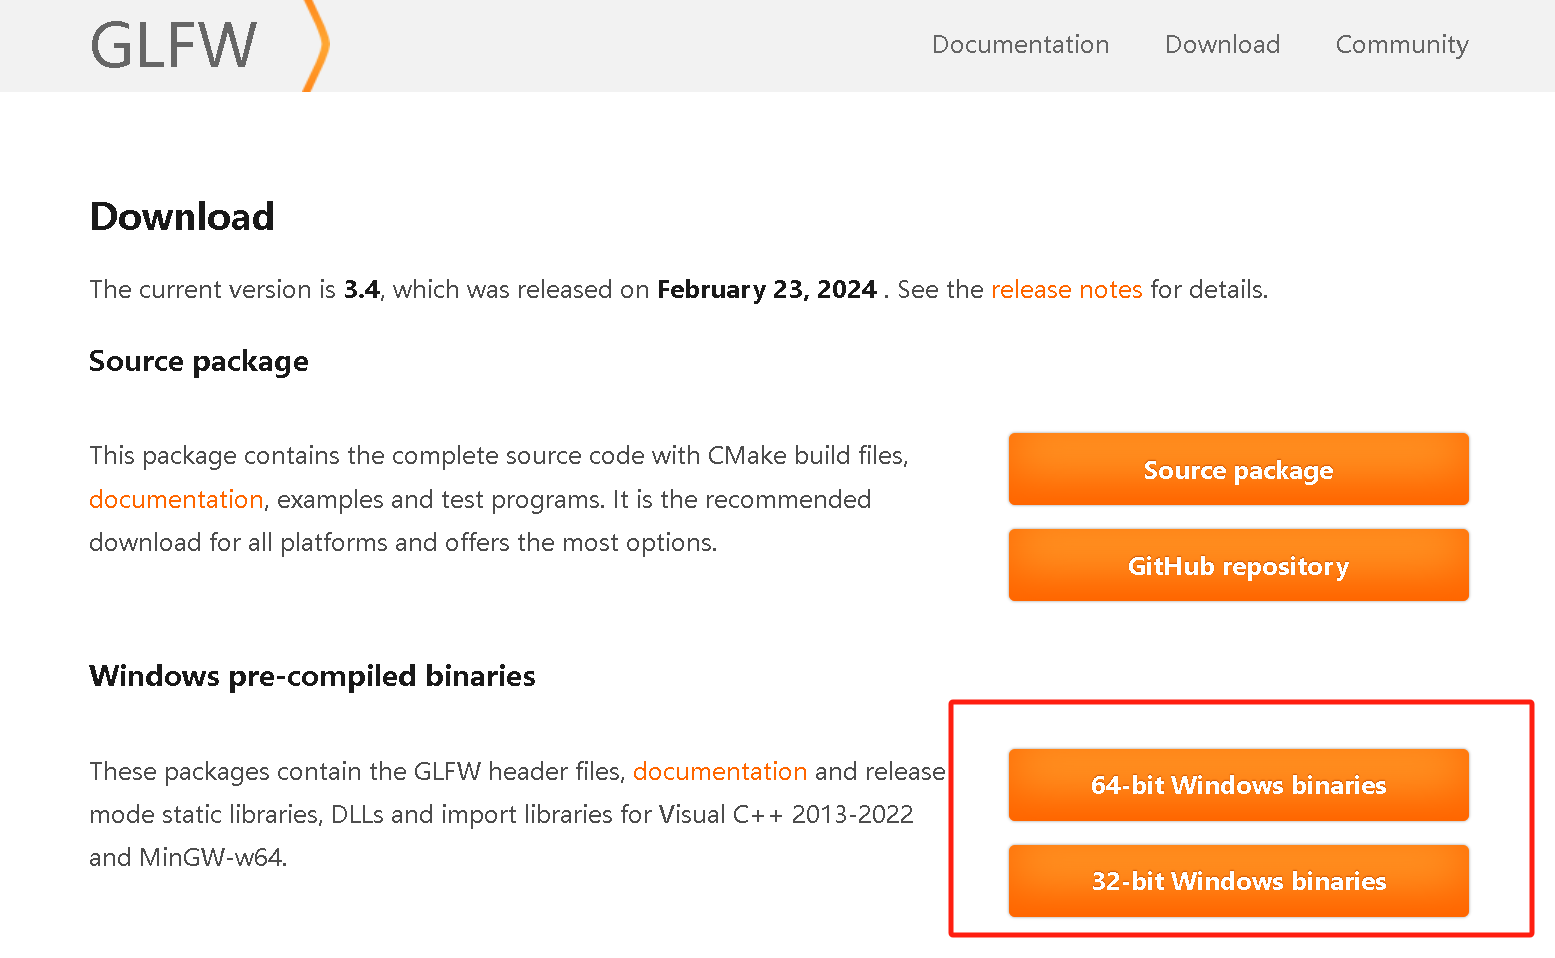 GLFW
Documentation
Download
Community
Download
The current version is 3.4, which was released on February 23, 2024 . See the release notes for details.
Source package
This package contains the complete source code with CMake build files,
documentation, examples and test programs. It is the recommended
download for all platforms and offers the most options.
Source package
GitHub repository
Windows pre-compiled binaries
These packages contain the GLFW header files, documentation and release
mode static libraries, DLLs and import libraries for Visual C++ 2013-2022
and MinGW-w64.
64-bit Windows binaries
32-bit Windows binaries